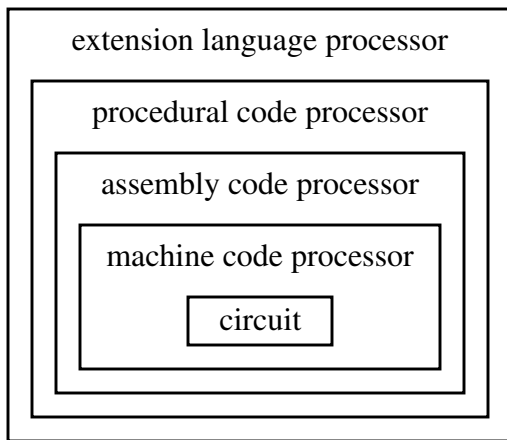 extension language processor
procedural code processor
assembly code processor
machine code processor
circuit